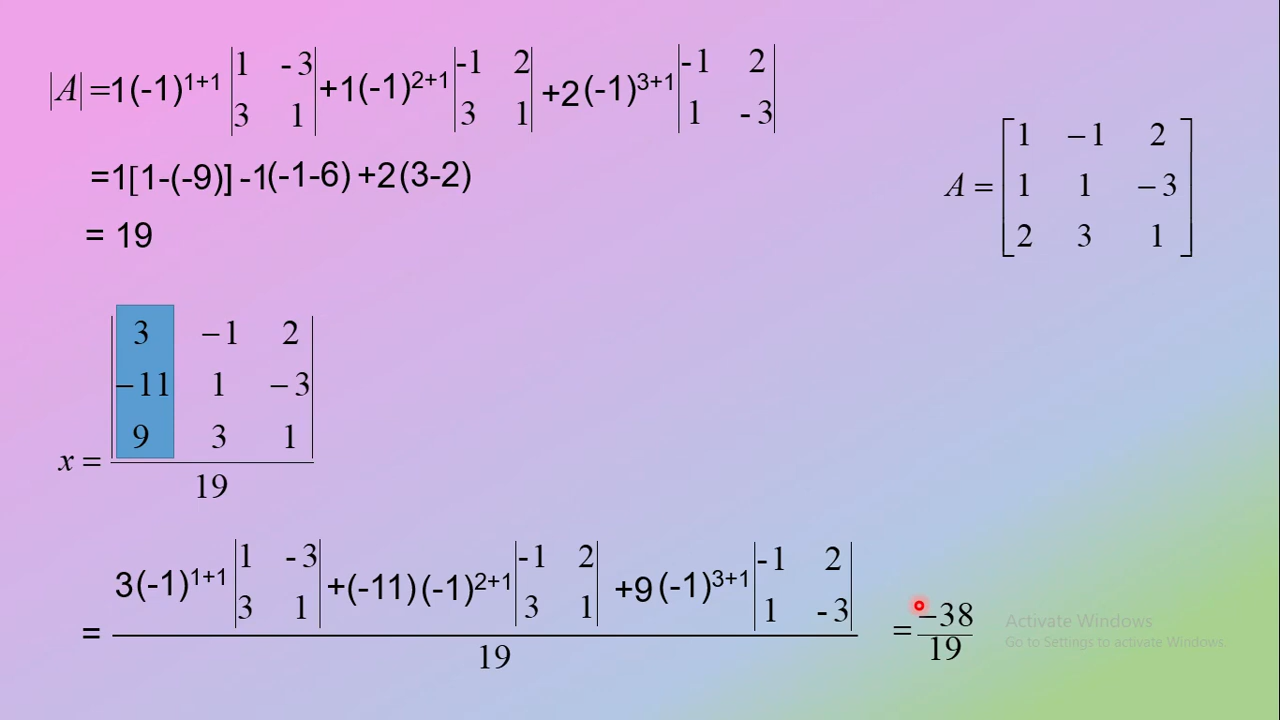 |A| =1(-1)¹⁺¹ |1 -3; 3 1| +1(-1)²⁺¹ |-1 2; 3 1| +2(-1)³⁺¹ |-1 2; 1 -3|
=1[1-(-9)] -1(-1-6) +2(3-2)
= 19
A = [1 −1 2; 1 1 −3; 2 3 1]
x = |3 −1 2; −11 1 −3; 9 3 1| / 19
= (3(-1)¹⁺¹ |1 -3; 3 1| +(-11)(-1)²⁺¹ |-1 2; 3 1| +9(-1)³⁺¹ |-1 2; 1 -3|) / 19 = −38 / 19
Activate Windows
Go to Settings to activate Windows.